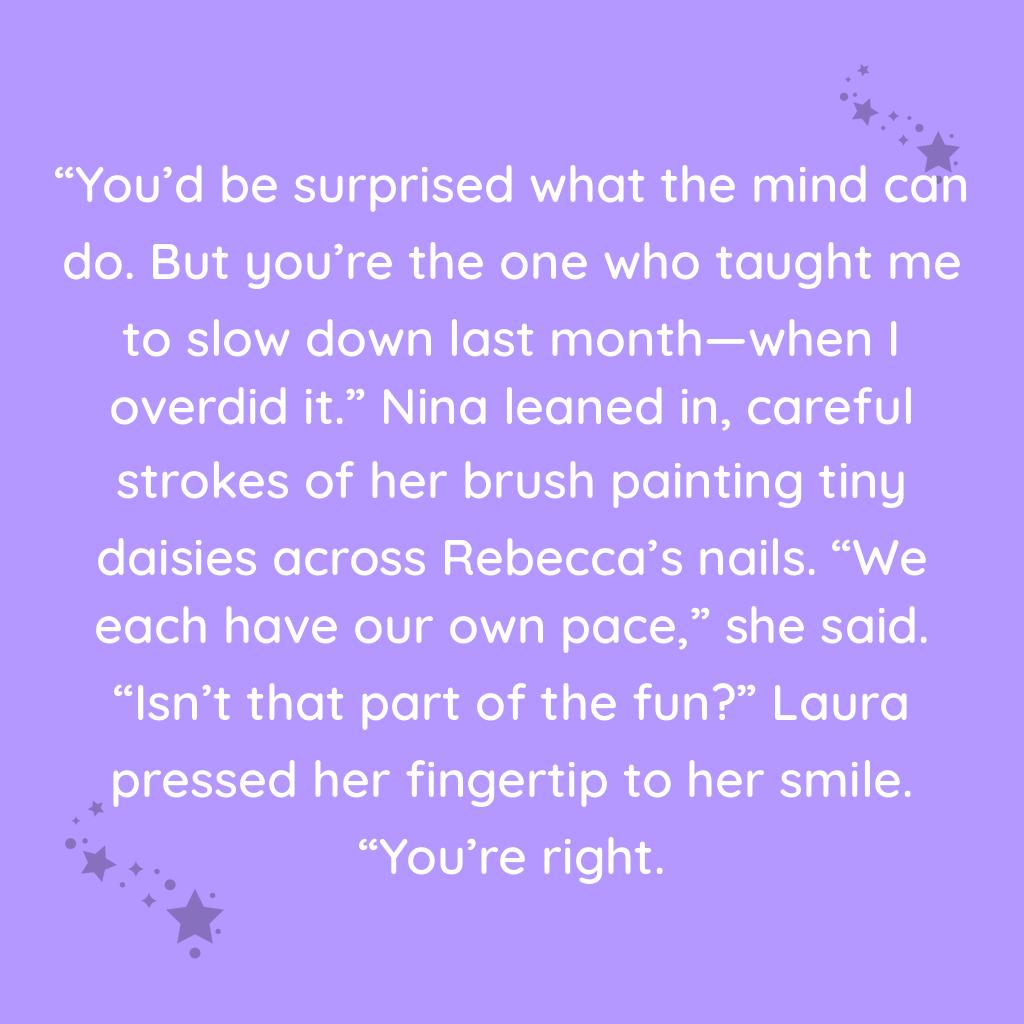 “You’d be surprised what the mind can
do. But you’re the one who taught me
to slow down last month—when I
overdid it.” Nina leaned in, careful
strokes of her brush painting tiny
daisies across Rebecca’s nails. “We
each have our own pace,” she said.
“Isn’t that part of the fun?” Laura
pressed her fingertip to her smile.
“You’re right.